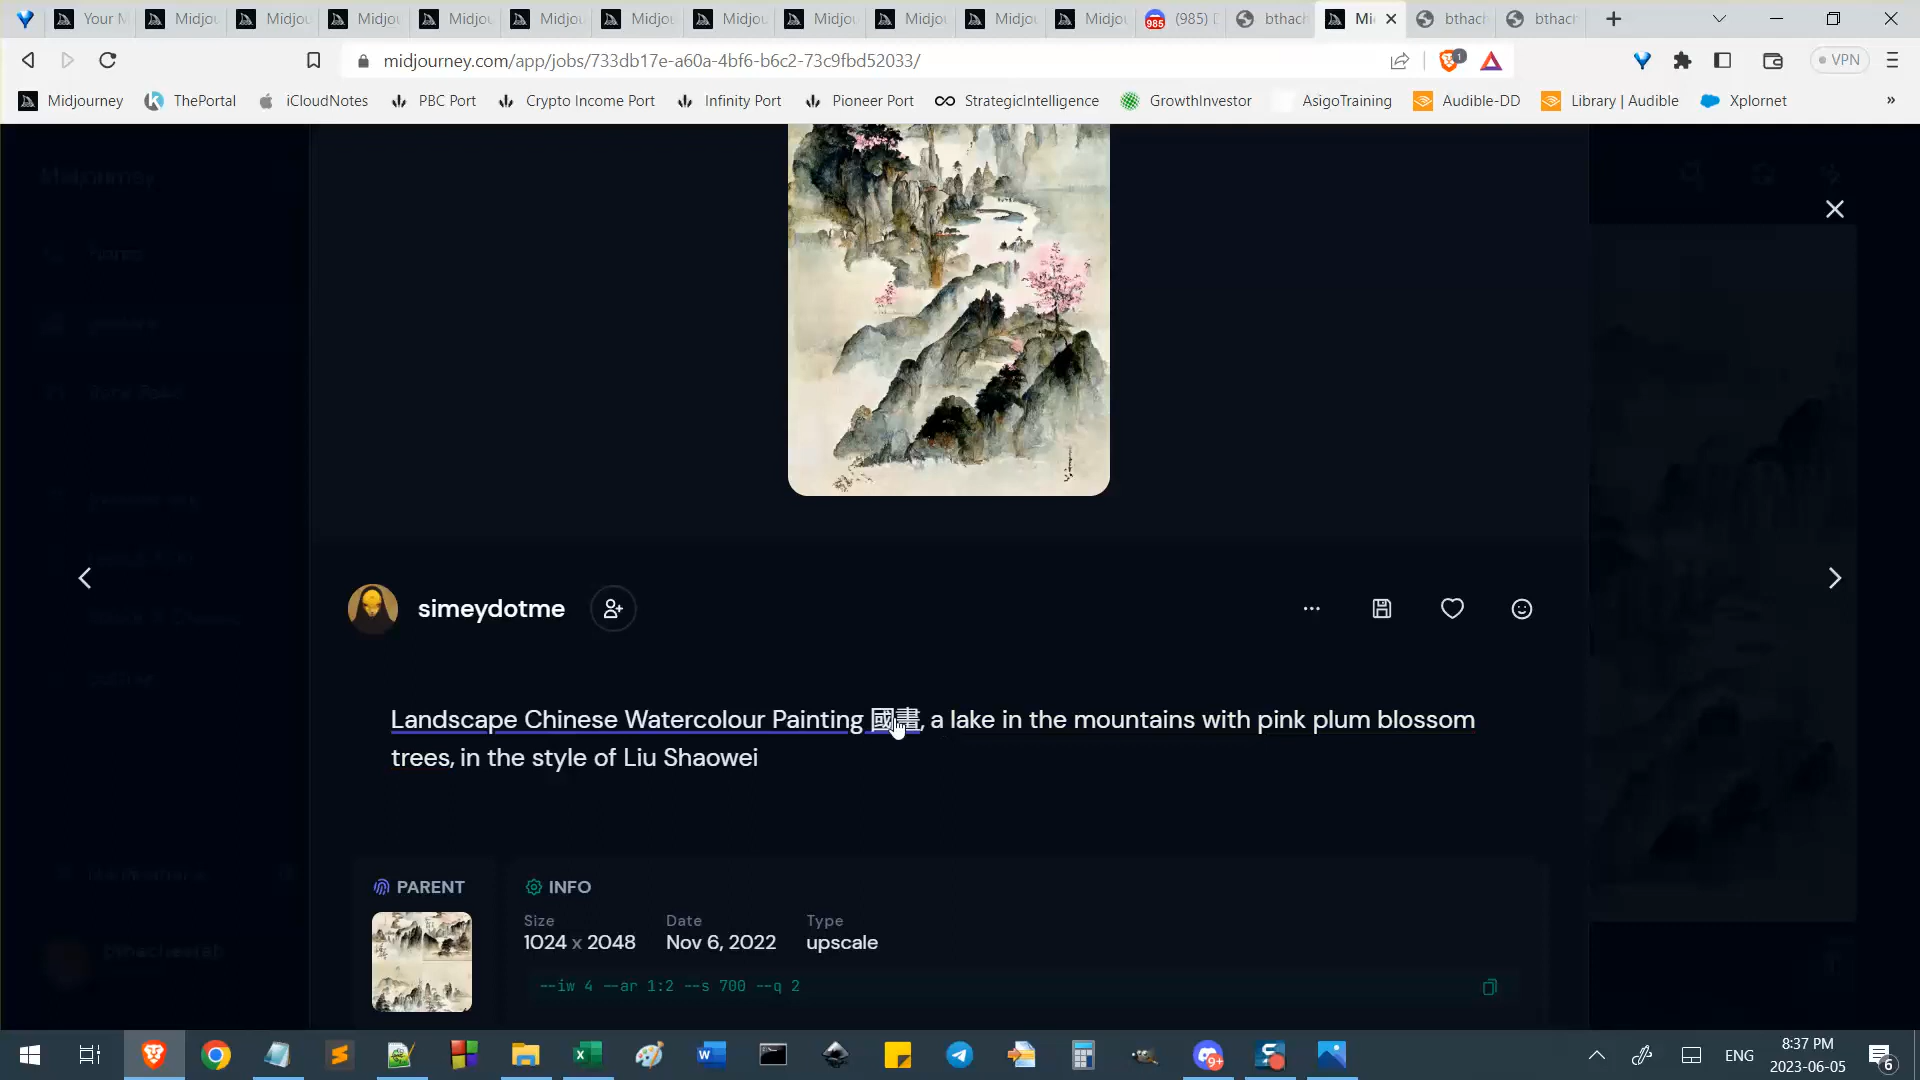 Your M
Midjou
Midjou
Midjou
Midjou
Midjou
Midjou
Midjou
Midjou
Midjou
Midjou
Midjou
(985)
bthach
Mi
bthach
bthach
midjourney.com/app/jobs/733db17e-a60a-4bf6-b6c2-73c9fbd52033/
1
VPN
Midjourney
ThePortal
iCloudNotes
PBC Port
Crypto Income Port
Infinity Port
Pioneer Port
StrategicIntelligence
GrowthInvestor
AsigoTraining
Audible-DD
Library | Audible
Xplornet
»
Midjourney
simeydotme
Landscape Chinese Watercolour Painting 國畫, a lake in the mountains with pink plum blossom
trees, in the style of Liu Shaowei
PARENT
INFO
Size
Date
Type
1024 x 2048
Nov 6, 2022
upscale
--iw 4 --ar 1:2 --s 700 --q 2
9+
ENG
8:37 PM
2023-06-05
6